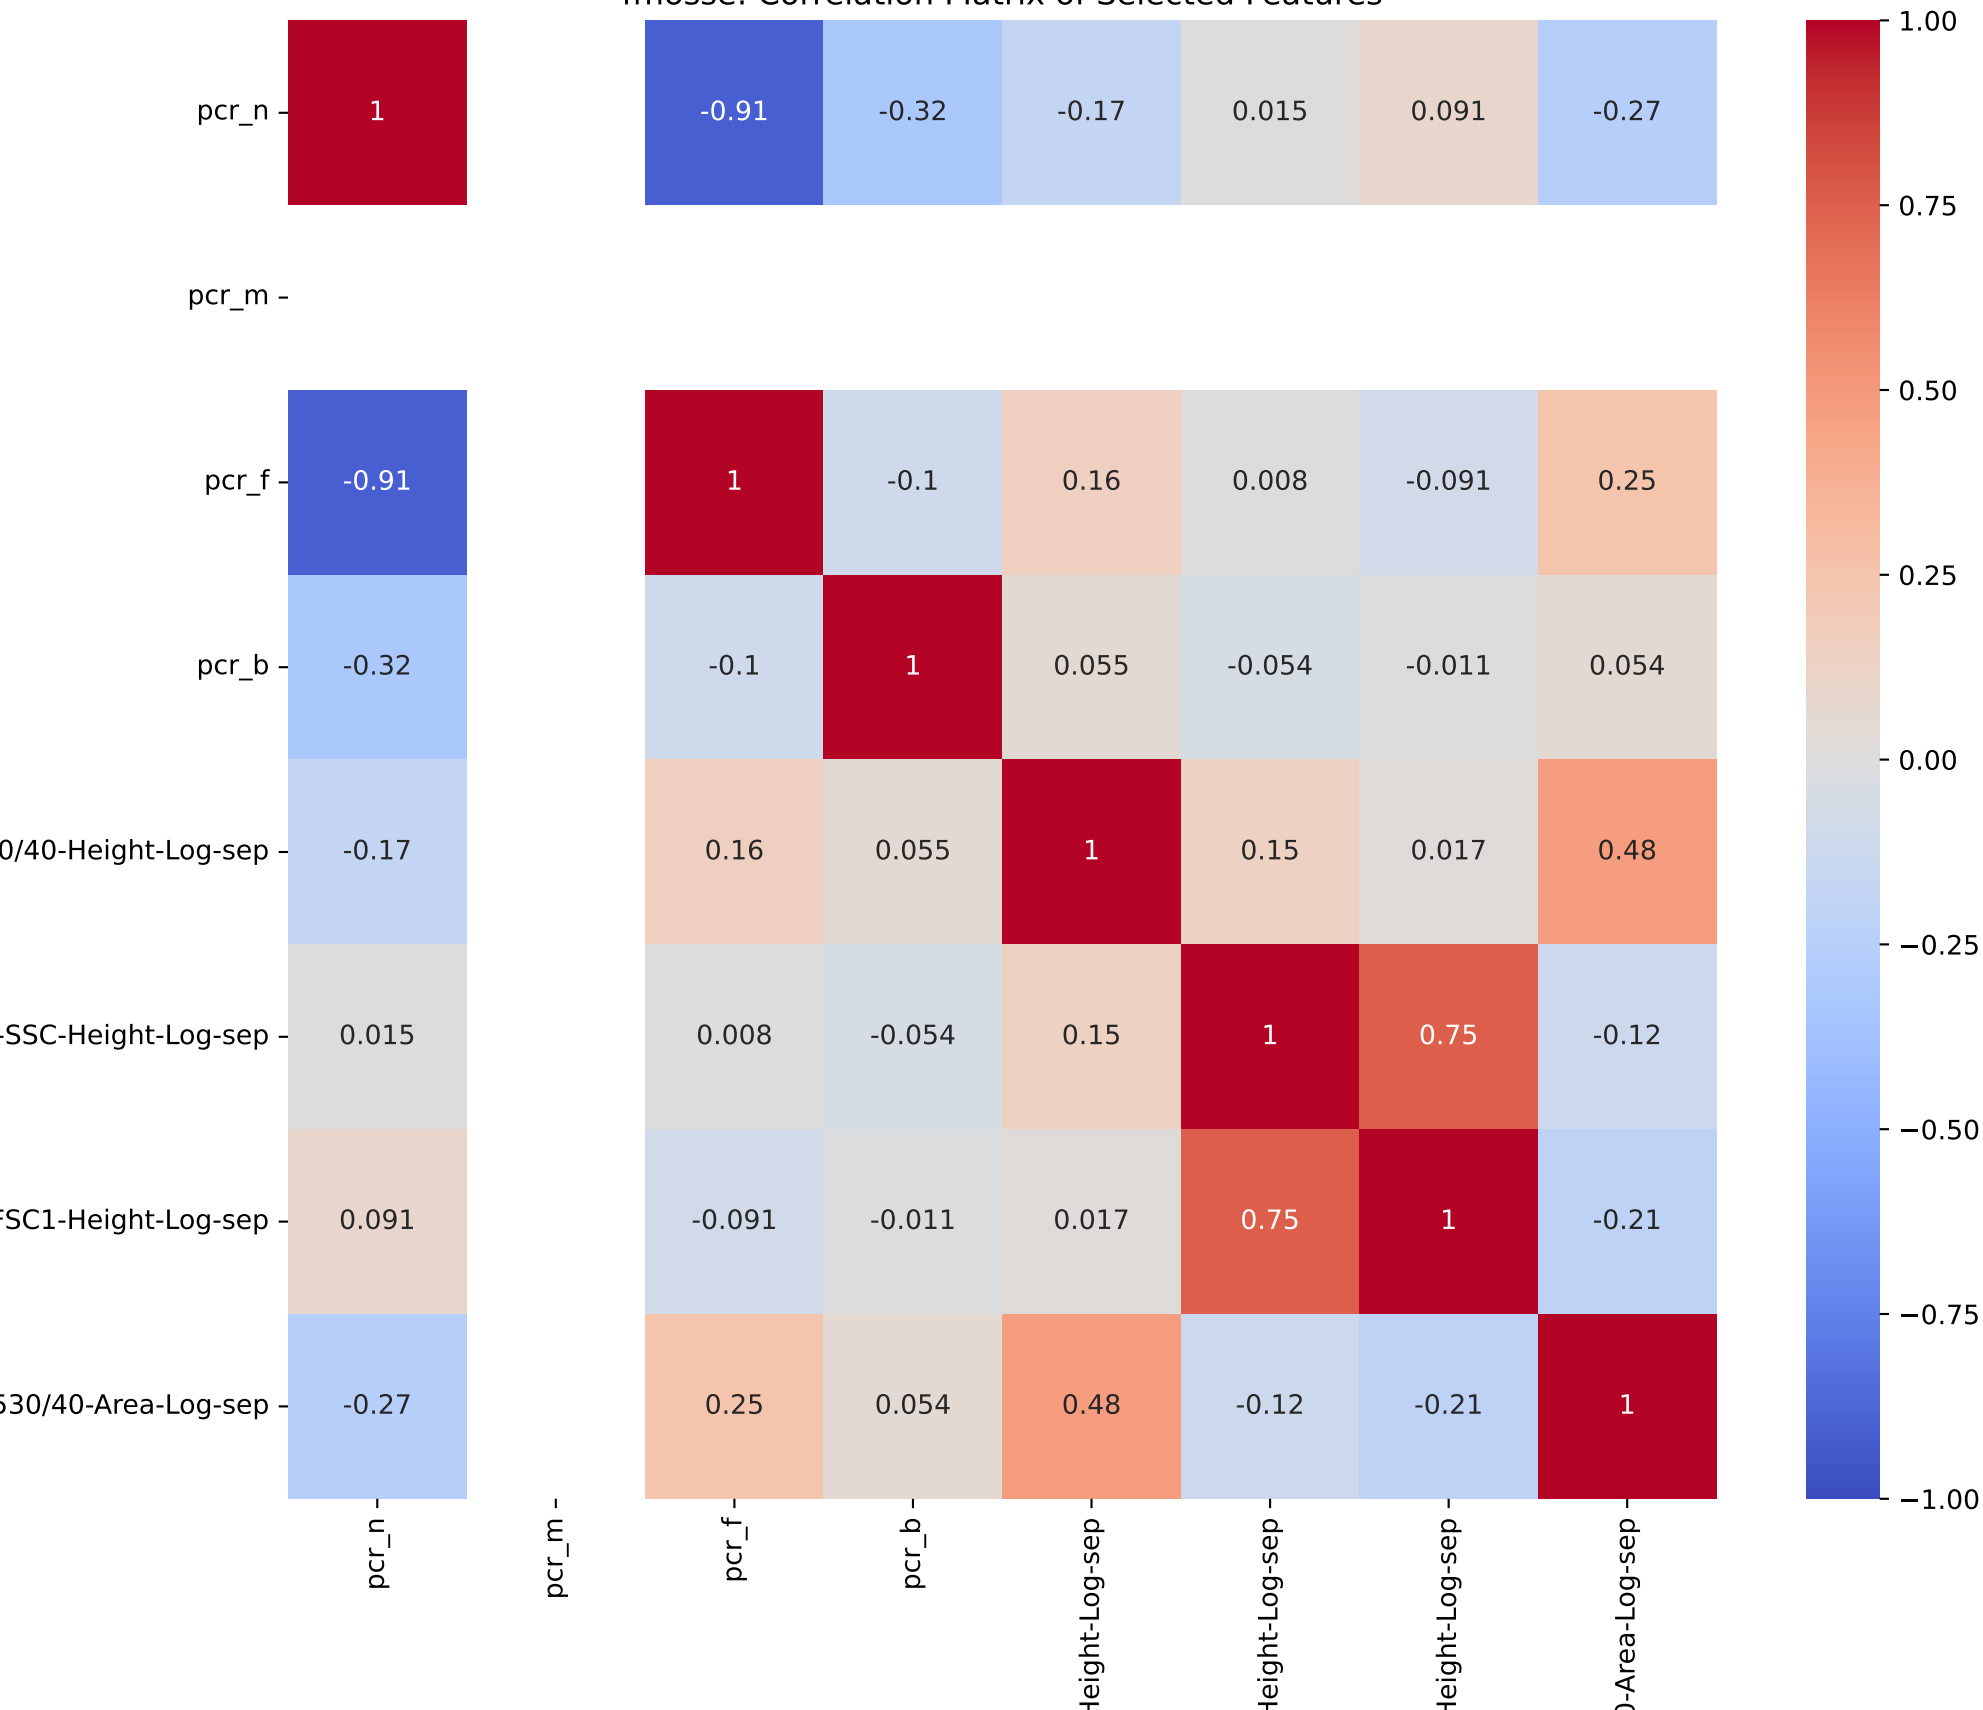 Correlation Matrix of Selected Features
pcr_n 1 -0.91 -0.32 -0.17 0.015 0.091 -0.27
pcr_m
pcr_f -0.91 1 -0.1 0.16 0.008 -0.091 0.25
pcr_b -0.32 -0.1 1 0.055 -0.054 -0.011 0.054
0/40-Height-Log-sep -0.17 0.16 0.055 1 0.15 0.017 0.48
-SSC-Height-Log-sep 0.015 0.008 -0.054 0.15 1 0.75 -0.12
FSC1-Height-Log-sep 0.091 -0.091 -0.011 0.017 0.75 1 -0.21
530/40-Area-Log-sep -0.27 0.25 0.054 0.48 -0.12 -0.21 1
pcr_n
pcr_m
pcr_f
pcr_b
Height-Log-sep
Height-Log-sep
Height-Log-sep
0-Area-Log-sep
1.00
0.75
0.50
0.25
0.00
−0.25
−0.50
−0.75
−1.00